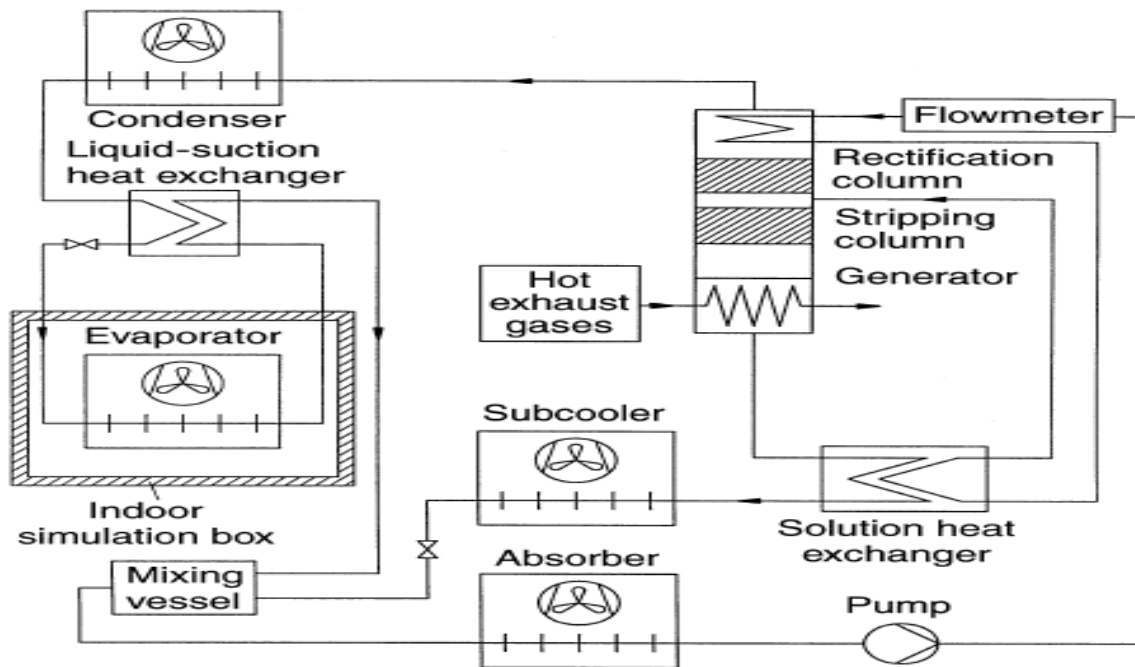 Condenser
Liquid-suction
heat exchanger
Flowmeter
Rectification
column
Stripping
column
Generator
Hot
exhaust
gases
Evaporator
Subcooler
Indoor
simulation box
Solution heat
exchanger
Mixing
vessel
Absorber
Pump